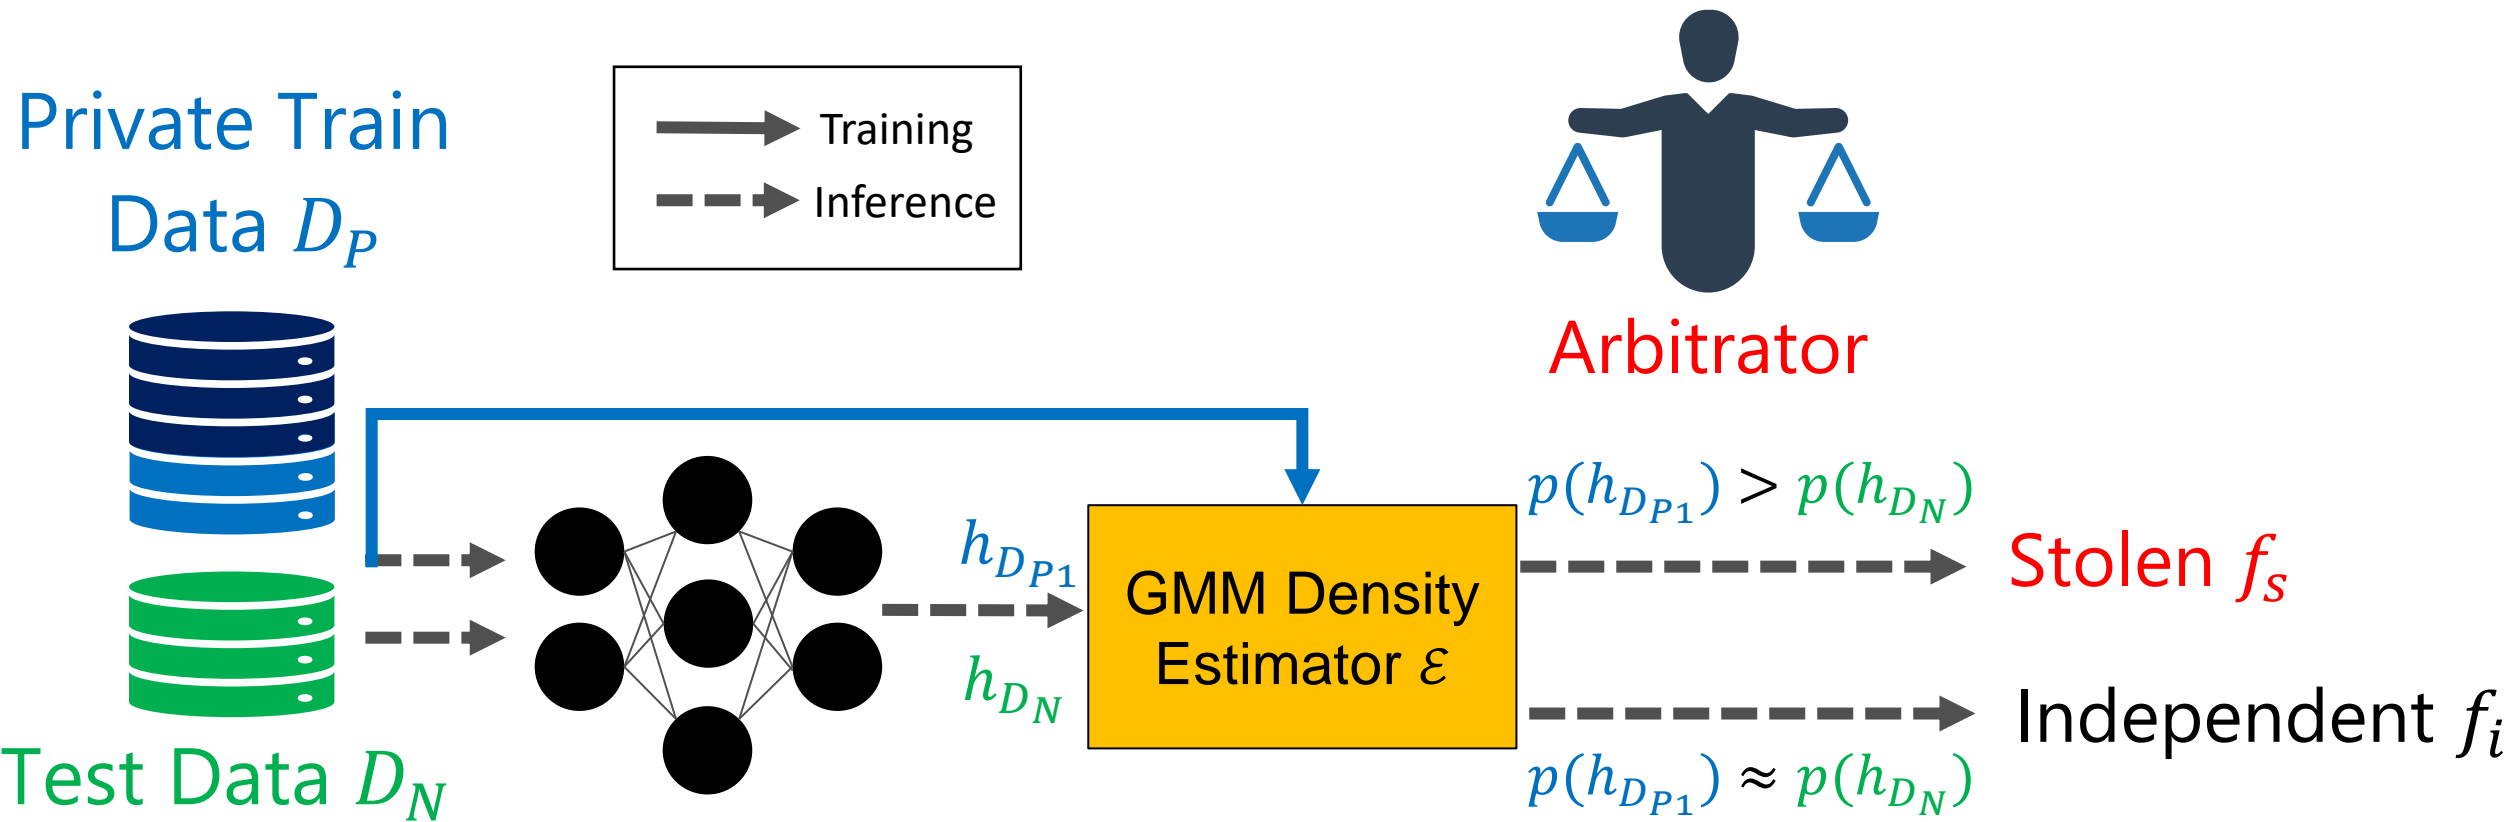 Private Train
Data D_P
Training
Inference
Arbitrator
h_{D_{P1}}
h_{D_N}
GMM Density
Estimator ℰ
p(h_{D_{P1}}) > p(h_{D_N})
Stolen f_s
Independent f_i
p(h_{D_{P1}}) ≈ p(h_{D_N})
Test Data D_N